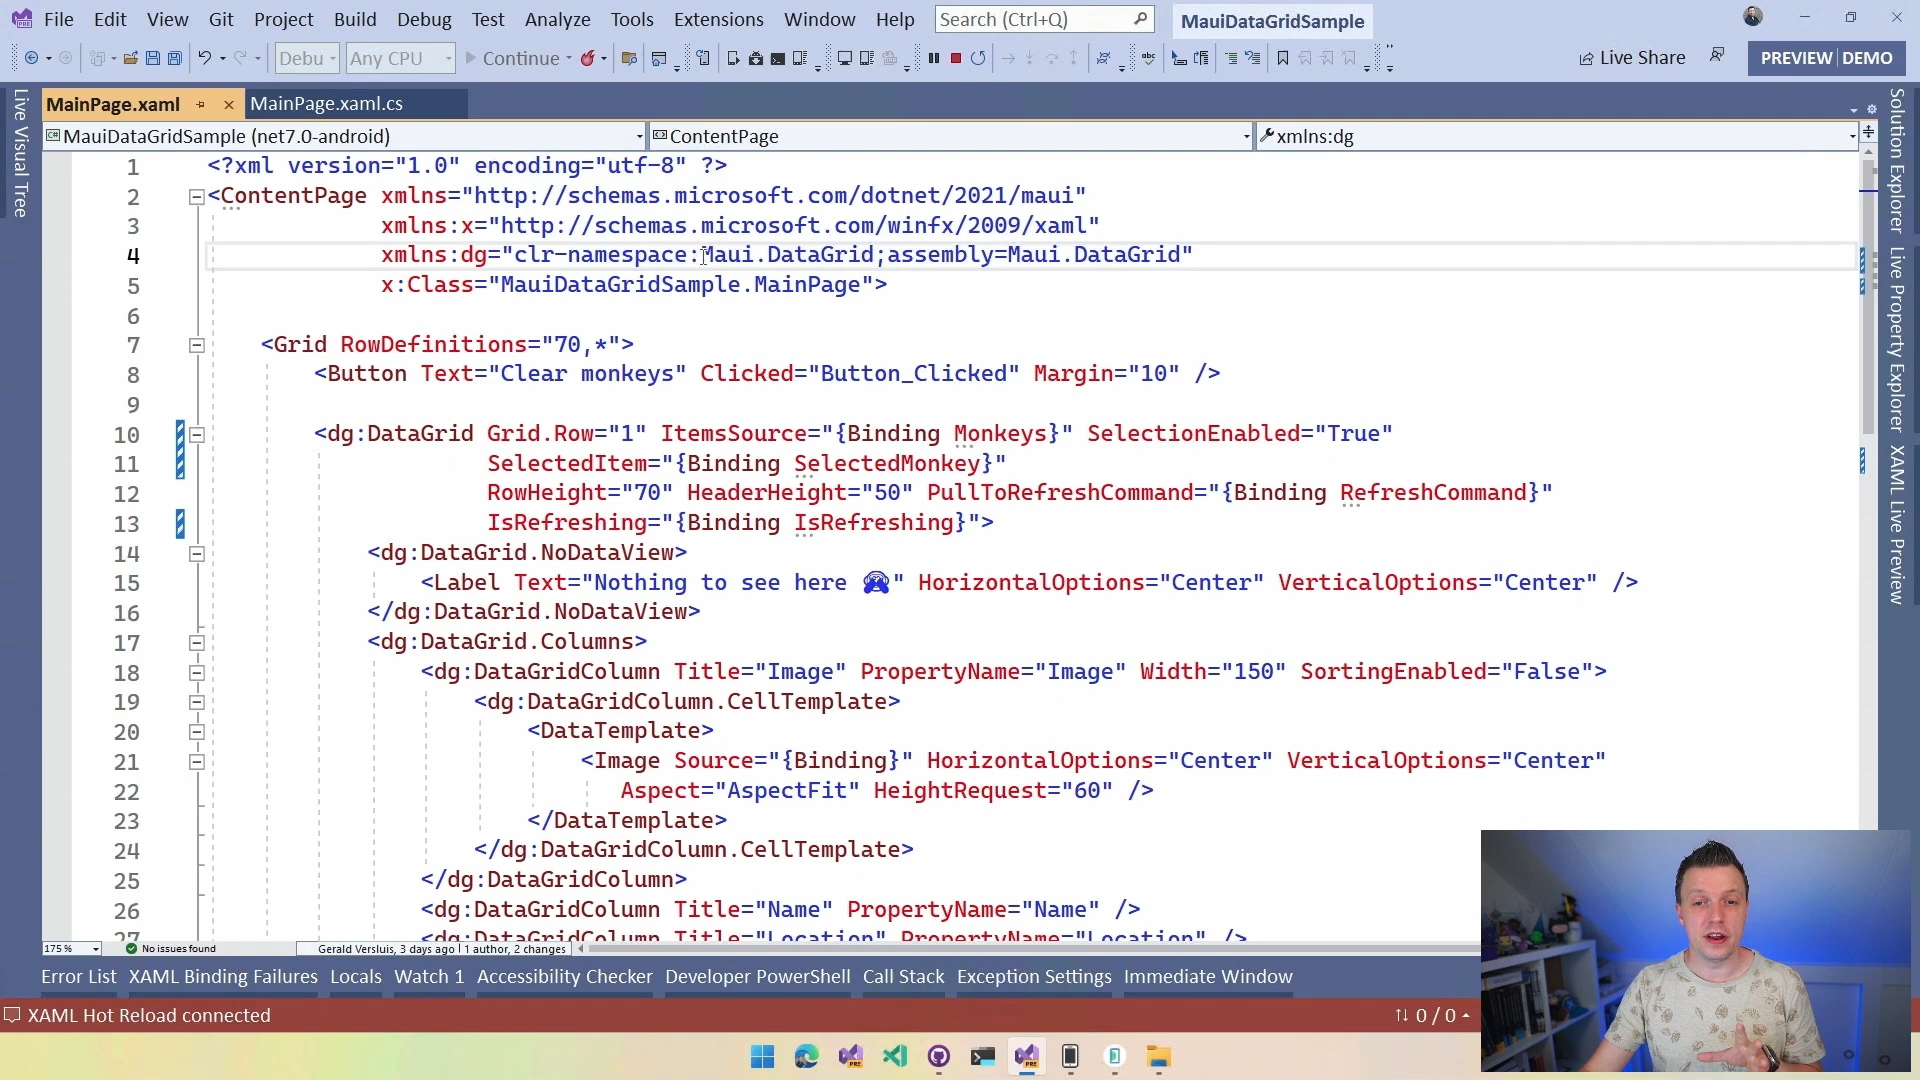 File Edit View Git Project Build Debug Test Analyze Tools Extensions Window Help Search (Ctrl+Q) MauiDataGridSample
Debu Any CPU Continue Live Share PREVIEW DEMO
Live Visual Tree
MainPage.xaml MainPage.xaml.cs
MauiDataGridSample (net7.0-android) ContentPage xmlns:dg
1 <?xml version="1.0" encoding="utf-8" ?>
2 <ContentPage xmlns="http://schemas.microsoft.com/dotnet/2021/maui"
3 xmlns:x="http://schemas.microsoft.com/winfx/2009/xaml"
4 xmlns:dg="clr-namespace:Maui.DataGrid;assembly=Maui.DataGrid"
5 x:Class="MauiDataGridSample.MainPage">
6
7 <Grid RowDefinitions="70,*">
8 <Button Text="Clear monkeys" Clicked="Button_Clicked" Margin="10" />
9
10 <dg:DataGrid Grid.Row="1" ItemsSource="{Binding Monkeys}" SelectionEnabled="True"
11 SelectedItem="{Binding SelectedMonkey}"
12 RowHeight="70" HeaderHeight="50" PullToRefreshCommand="{Binding RefreshCommand}"
13 IsRefreshing="{Binding IsRefreshing}">
14 <dg:DataGrid.NoDataView>
15 <Label Text="Nothing to see here 🙈" HorizontalOptions="Center" VerticalOptions="Center" />
16 </dg:DataGrid.NoDataView>
17 <dg:DataGrid.Columns>
18 <dg:DataGridColumn Title="Image" PropertyName="Image" Width="150" SortingEnabled="False">
19 <dg:DataGridColumn.CellTemplate>
20 <DataTemplate>
21 <Image Source="{Binding}" HorizontalOptions="Center" VerticalOptions="Center"
22 Aspect="AspectFit" HeightRequest="60" />
23 </DataTemplate>
24 </dg:DataGridColumn.CellTemplate>
25 </dg:DataGridColumn>
26 <dg:DataGridColumn Title="Name" PropertyName="Name" />
27 <dg:DataGridColumn Title="Location" PropertyName="Location" />
Solution Explorer
Live Property Explorer
XAML Live Preview
175 % No issues found Gerald Versluis, 3 days ago | 1 author, 2 changes
Error List XAML Binding Failures Locals Watch 1 Accessibility Checker Developer PowerShell Call Stack Exception Settings Immediate Window
XAML Hot Reload connected 0 / 0